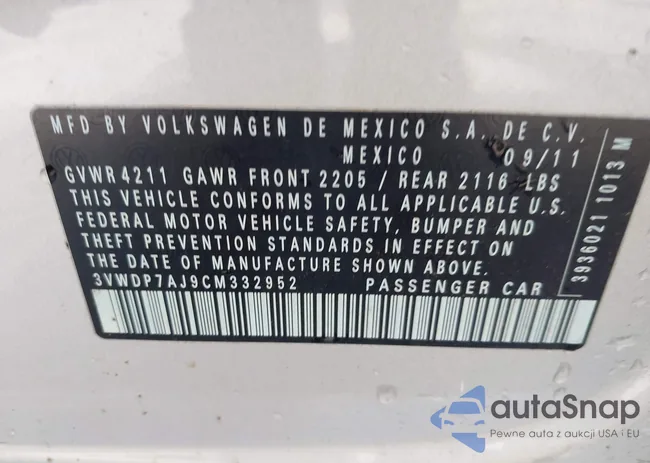 MFD BY VOLKSWAGEN DE MEXICO S.A. DE C.V.
MEXICO 09/11
GVWR 4211 GAWR FRONT 2205 / REAR 2116 LBS
THIS VEHICLE CONFORMS TO ALL APPLICABLE U.S.
FEDERAL MOTOR VEHICLE SAFETY, BUMPER AND
THEFT PREVENTION STANDARDS IN EFFECT ON
THE DATE OF MANUFACTURE SHOWN ABOVE.
3VWDP7AJ9CM332952 PASSENGER CAR
3936021 1013 M
autaSnap
Pewne auta z aukcji USA i EU